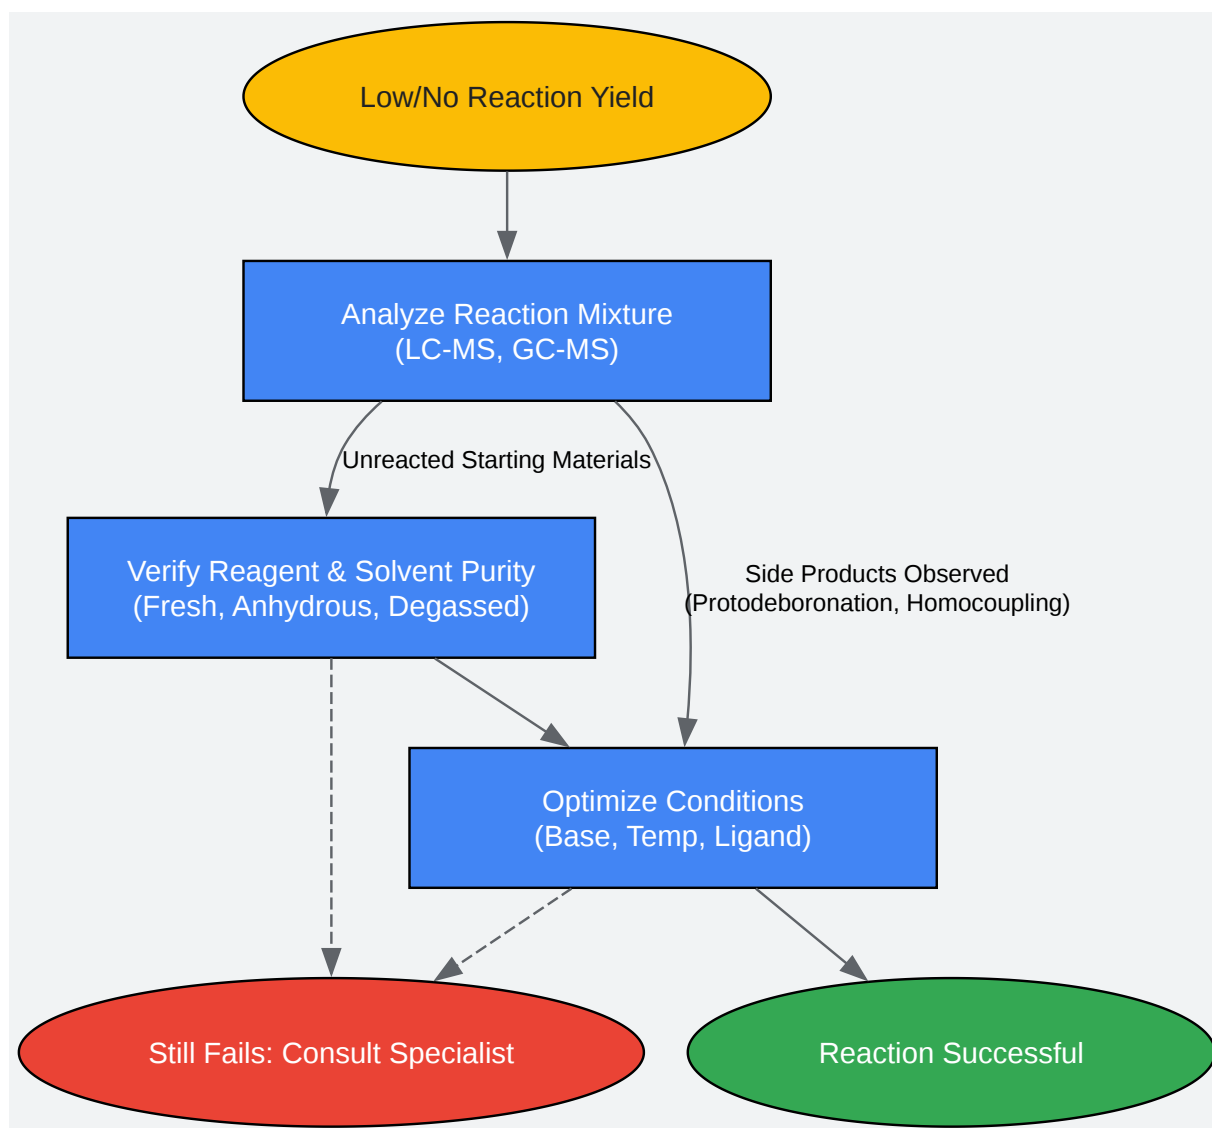 Low/No Reaction Yield
Analyze Reaction Mixture
(LC-MS, GC-MS)
Unreacted Starting Materials
Verify Reagent & Solvent Purity
(Fresh, Anhydrous, Degassed)
Side Products Observed
(Protodeboronation, Homocoupling)
Optimize Conditions
(Base, Temp, Ligand)
Still Fails: Consult Specialist
Reaction Successful